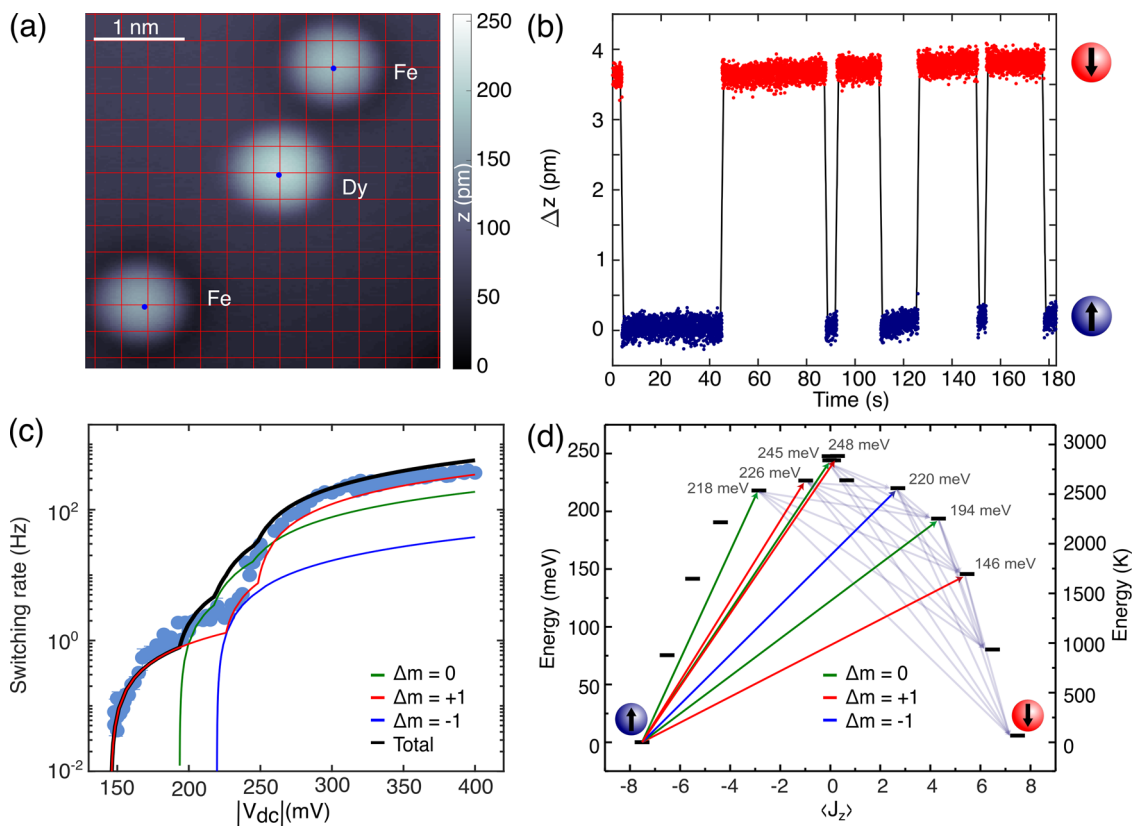 (a)
1 nm
Fe
Dy
Fe
250
200
150
100
50
0
z (pm)
(b)
4
3
2
1
0
Δz (pm)
0 20 40 60 80 100 120 140 160 180
Time (s)
(c)
10²
10⁰
10⁻²
Switching rate (Hz)
150 200 250 300 350 400
|Vdc|(mV)
Δm = 0
Δm = +1
Δm = -1
Total
(d)
250
200
150
100
50
0
Energy (meV)
245 meV
248 meV
226 meV
218 meV
220 meV
194 meV
146 meV
Δm = 0
Δm = +1
Δm = -1
3000
2500
2000
1500
1000
500
0
Energy (K)
-8 -6 -4 -2 0 2 4 6 8
⟨Jz⟩